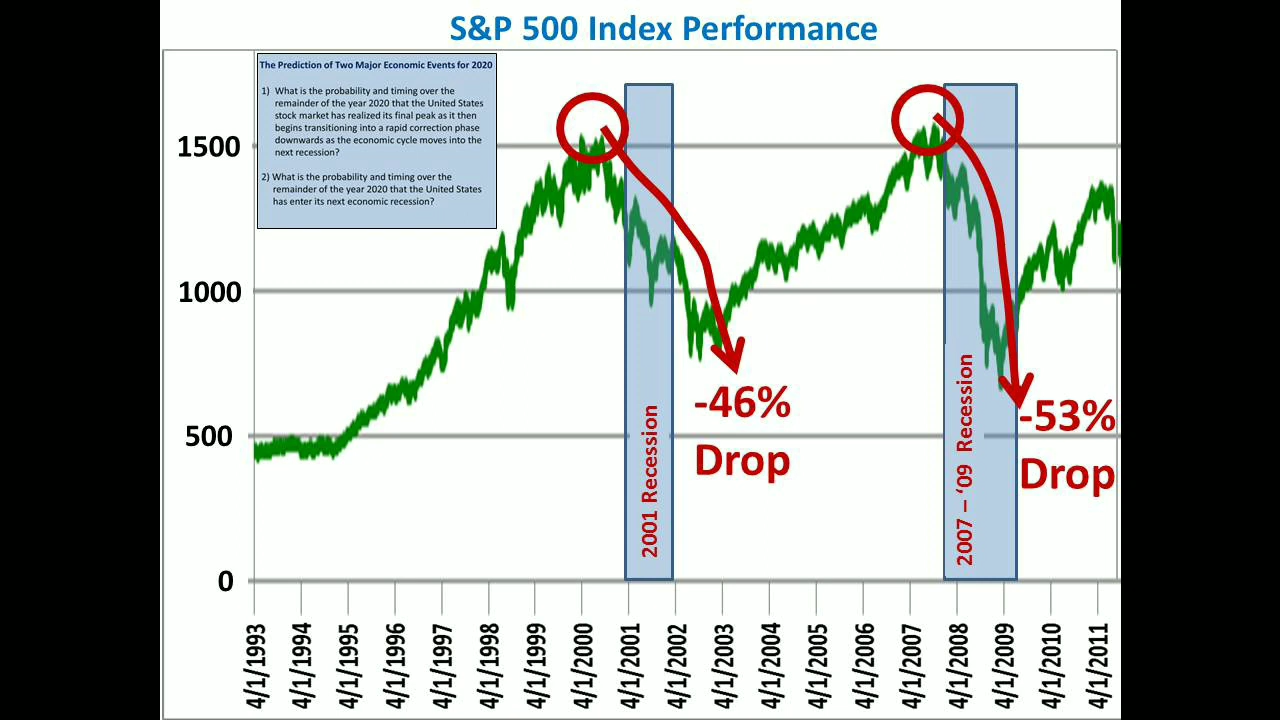 S&P 500 Index Performance
The Prediction of Two Major Economic Events for 2020
1) What is the probability and timing over the
remainder of the year 2020 that the United States
stock market has realized its final peak as it then
begins transitioning into a rapid correction phase
downwards as the economic cycle moves into the
next recession?
2) What is the probability and timing over the
remainder of the year 2020 that the United States
has enter its next economic recession?
1500
1000
500
0
-46%
Drop
-53%
Drop
2001 Recession
2007 – ‘09 Recession
4/1/1993
4/1/1994
4/1/1995
4/1/1996
4/1/1997
4/1/1998
4/1/1999
4/1/2000
4/1/2001
4/1/2002
4/1/2003
4/1/2004
4/1/2005
4/1/2006
4/1/2007
4/1/2008
4/1/2009
4/1/2010
4/1/2011